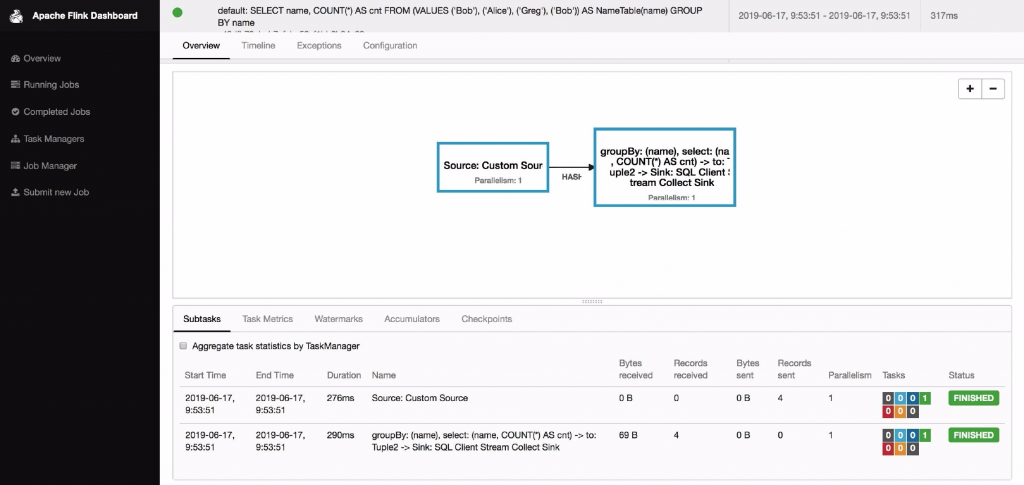 Apache Flink Dashboard
Overview
Running Jobs
Completed Jobs
Task Managers
Job Manager
Submit new Job
default: SELECT name, COUNT(*) AS cnt FROM (VALUES ('Bob'), ('Alice'), ('Greg'), ('Bob')) AS NameTable(name) GROUP
BY name
2019-06-17, 9:53:51 - 2019-06-17, 9:53:51
317ms
Overview Timeline Exceptions Configuration
+ −
Source: Custom Sour
Parallelism: 1
HASH
groupBy: (name), select: (na
, COUNT(*) AS cnt) -> to: T
uple2 -> Sink: SQL Client S
tream Collect Sink
Parallelism: 1
Subtasks Task Metrics Watermarks Accumulators Checkpoints
Aggregate task statistics by TaskManager
Start Time End Time Duration Name Bytes received Records received Bytes sent Records sent Parallelism Tasks Status
2019-06-17, 9:53:51 2019-06-17, 9:53:51 276ms Source: Custom Source 0 B 0 0 B 4 1 0 0 0 1 FINISHED
0 0 0
2019-06-17, 9:53:51 2019-06-17, 9:53:51 290ms groupBy: (name), select: (name, COUNT(*) AS cnt) -> to: 69 B 4 0 B 0 1 0 0 0 1 FINISHED
Tuple2 -> Sink: SQL Client Stream Collect Sink 0 0 0